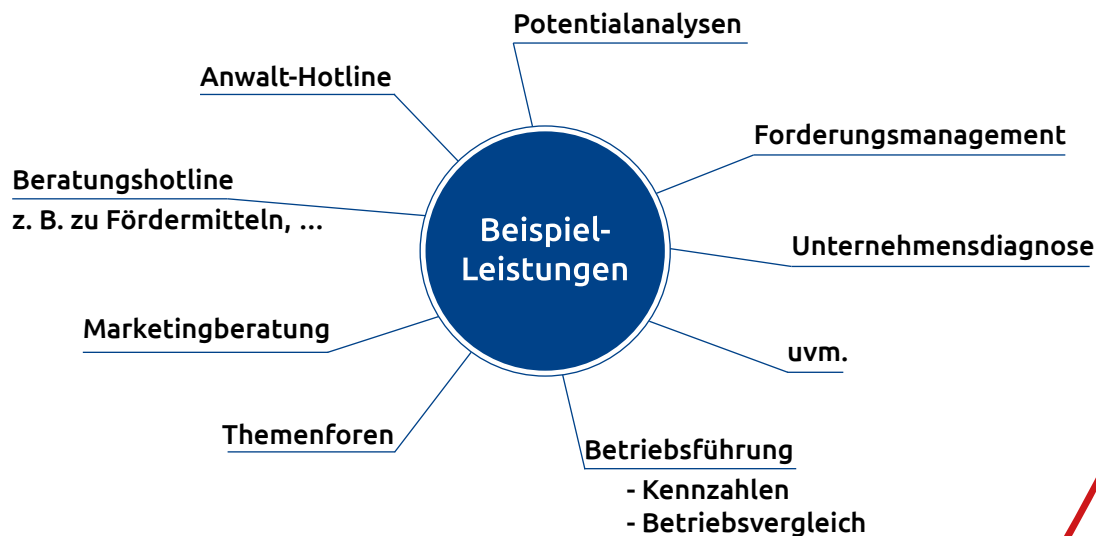 Potentialanalysen
Anwalt-Hotline
Forderungsmanagement
Beratungshotline
z. B. zu Fördermitteln, ...
Beispiel-
Leistungen
Unternehmensdiagnose
Marketingberatung
uvm.
Themenforen
Betriebsführung
- Kennzahlen
- Betriebsvergleich